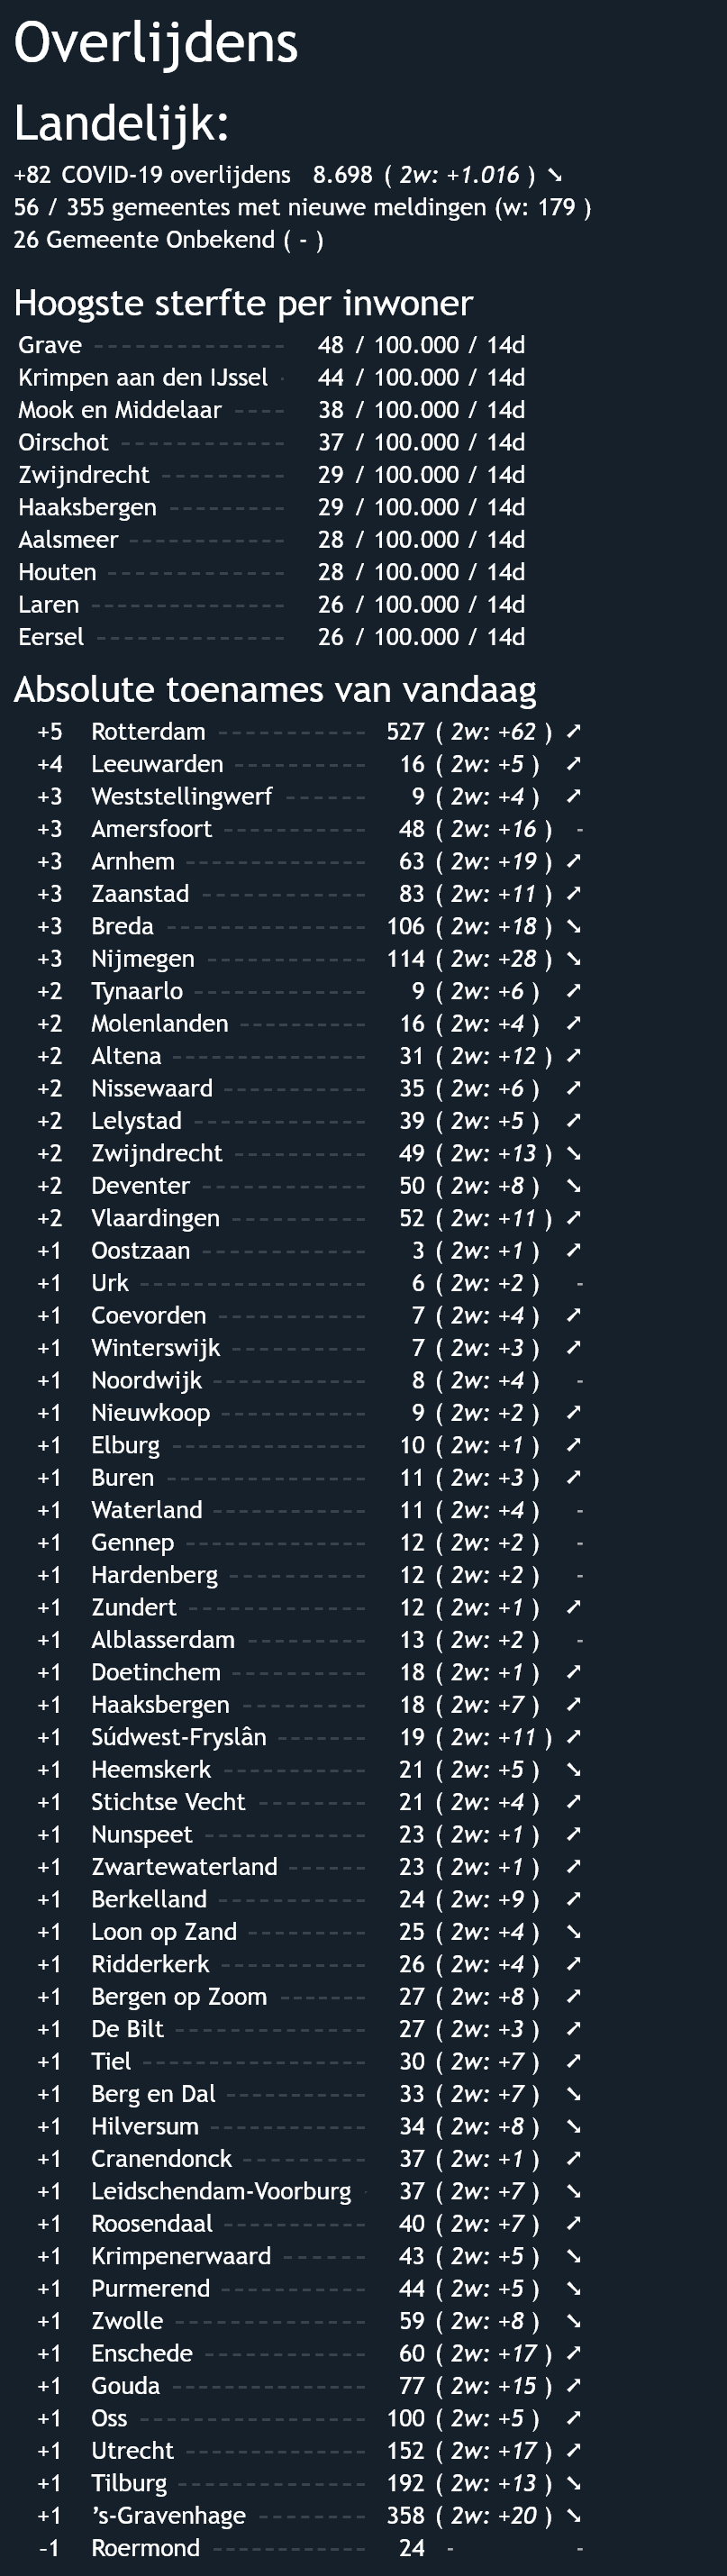 Overlijdens
Landelijk:
+82 COVID-19 overlijdens 8.698 ( 2w: +1.016 ) ➘
56 / 355 gemeentes met nieuwe meldingen (w: 179 )
26 Gemeente Onbekend ( - )
Hoogste sterfte per inwoner
Grave 48 / 100.000 / 14d
Krimpen aan den IJssel 44 / 100.000 / 14d
Mook en Middelaar 38 / 100.000 / 14d
Oirschot 37 / 100.000 / 14d
Zwijndrecht 29 / 100.000 / 14d
Haaksbergen 29 / 100.000 / 14d
Aalsmeer 28 / 100.000 / 14d
Houten 28 / 100.000 / 14d
Laren 26 / 100.000 / 14d
Eersel 26 / 100.000 / 14d
Absolute toenames van vandaag
+5 Rotterdam 527 ( 2w: +62 ) ➚
+4 Leeuwarden 16 ( 2w: +5 ) ➚
+3 Weststellingwerf 9 ( 2w: +4 ) ➚
+3 Amersfoort 48 ( 2w: +16 ) -
+3 Arnhem 63 ( 2w: +19 ) ➚
+3 Zaanstad 83 ( 2w: +11 ) ➚
+3 Breda 106 ( 2w: +18 ) ➘
+3 Nijmegen 114 ( 2w: +28 ) ➘
+2 Tynaarlo 9 ( 2w: +6 ) ➚
+2 Molenlanden 16 ( 2w: +4 ) ➚
+2 Altena 31 ( 2w: +12 ) ➚
+2 Nissewaard 35 ( 2w: +6 ) ➚
+2 Lelystad 39 ( 2w: +5 ) ➚
+2 Zwijndrecht 49 ( 2w: +13 ) ➘
+2 Deventer 50 ( 2w: +8 ) ➘
+2 Vlaardingen 52 ( 2w: +11 ) ➚
+1 Oostzaan 3 ( 2w: +1 ) ➚
+1 Urk 6 ( 2w: +2 ) -
+1 Coevorden 7 ( 2w: +4 ) ➚
+1 Winterswijk 7 ( 2w: +3 ) ➚
+1 Noordwijk 8 ( 2w: +4 ) -
+1 Nieuwkoop 9 ( 2w: +2 ) ➚
+1 Elburg 10 ( 2w: +1 ) ➚
+1 Buren 11 ( 2w: +3 ) ➚
+1 Waterland 11 ( 2w: +4 ) -
+1 Gennep 12 ( 2w: +2 ) -
+1 Hardenberg 12 ( 2w: +2 ) -
+1 Zundert 12 ( 2w: +1 ) ➚
+1 Alblasserdam 13 ( 2w: +2 ) -
+1 Doetinchem 18 ( 2w: +1 ) ➚
+1 Haaksbergen 18 ( 2w: +7 ) ➚
+1 Súdwest-Fryslân 19 ( 2w: +11 ) ➚
+1 Heemskerk 21 ( 2w: +5 ) ➘
+1 Stichtse Vecht 21 ( 2w: +4 ) ➚
+1 Nunspeet 23 ( 2w: +1 ) ➚
+1 Zwartewaterland 23 ( 2w: +1 ) ➚
+1 Berkelland 24 ( 2w: +9 ) ➚
+1 Loon op Zand 25 ( 2w: +4 ) ➘
+1 Ridderkerk 26 ( 2w: +4 ) ➚
+1 Bergen op Zoom 27 ( 2w: +8 ) ➚
+1 De Bilt 27 ( 2w: +3 ) ➚
+1 Tiel 30 ( 2w: +7 ) ➚
+1 Berg en Dal 33 ( 2w: +7 ) ➘
+1 Hilversum 34 ( 2w: +8 ) ➘
+1 Cranendonck 37 ( 2w: +1 ) ➚
+1 Leidschendam-Voorburg 37 ( 2w: +7 ) ➘
+1 Roosendaal 40 ( 2w: +7 ) ➚
+1 Krimpenerwaard 43 ( 2w: +5 ) ➘
+1 Purmerend 44 ( 2w: +5 ) ➘
+1 Zwolle 59 ( 2w: +8 ) ➘
+1 Enschede 60 ( 2w: +17 ) ➚
+1 Gouda 77 ( 2w: +15 ) ➚
+1 Oss 100 ( 2w: +5 ) ➚
+1 Utrecht 152 ( 2w: +17 ) ➚
+1 Tilburg 192 ( 2w: +13 ) ➘
+1 ’s-Gravenhage 358 ( 2w: +20 ) ➘
-1 Roermond 24 - -